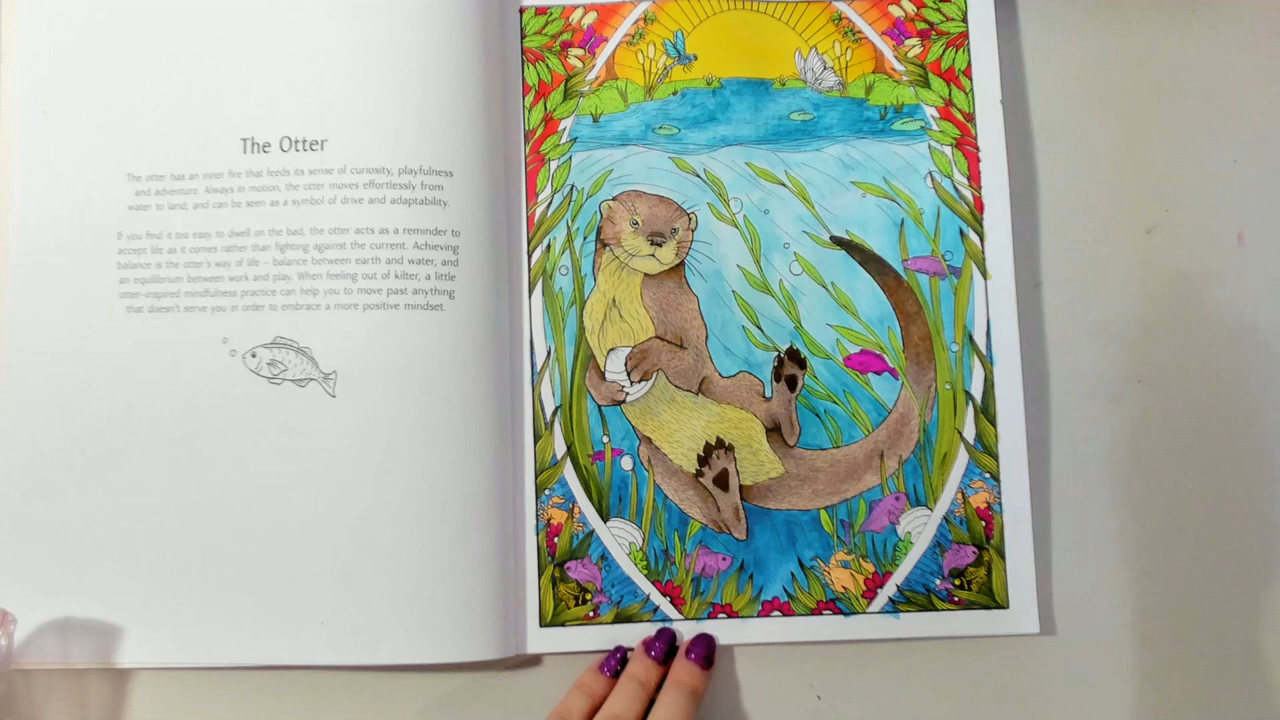 The Otter
The otter has an inner fire that feeds its sense of curiosity, playfulness
and adventure. Always in motion, the otter moves effortlessly from
water to land, and can be seen as a symbol of drive and adaptability.
If you find it too easy to dwell on the bad, the otter acts as a reminder to
accept life as it comes rather than fighting against the current. Achieving
balance is the otter's way of life – balance between earth and water, and
an equilibrium between work and play. When feeling out of kilter, a little
otter-inspired mindfulness practice can help you to move past anything
that doesn't serve you in order to embrace a more positive mindset.